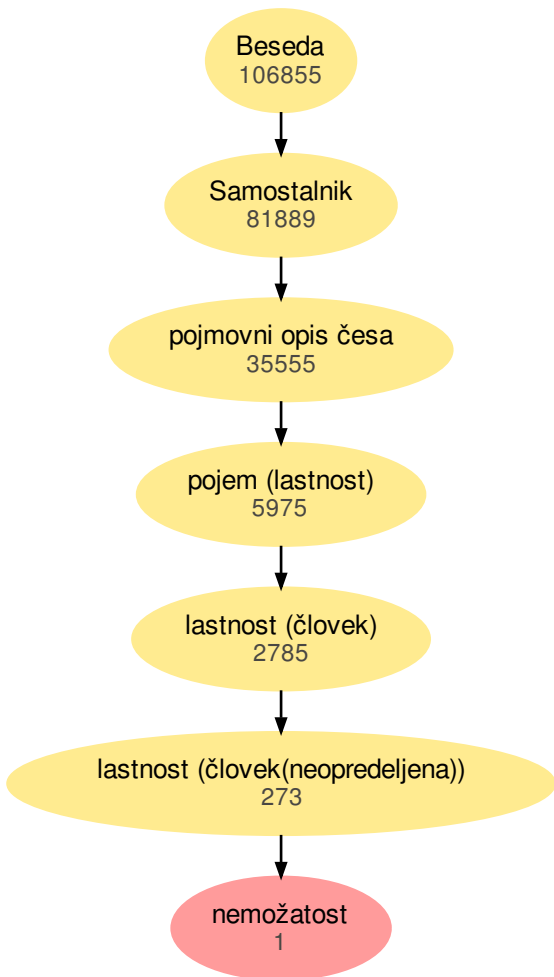 Beseda
106855
Samostalnik
81889
pojmovni opis česa
35555
pojem (lastnost)
5975
lastnost (človek)
2785
lastnost (človek(neopredeljena))
273
nemožatost
1